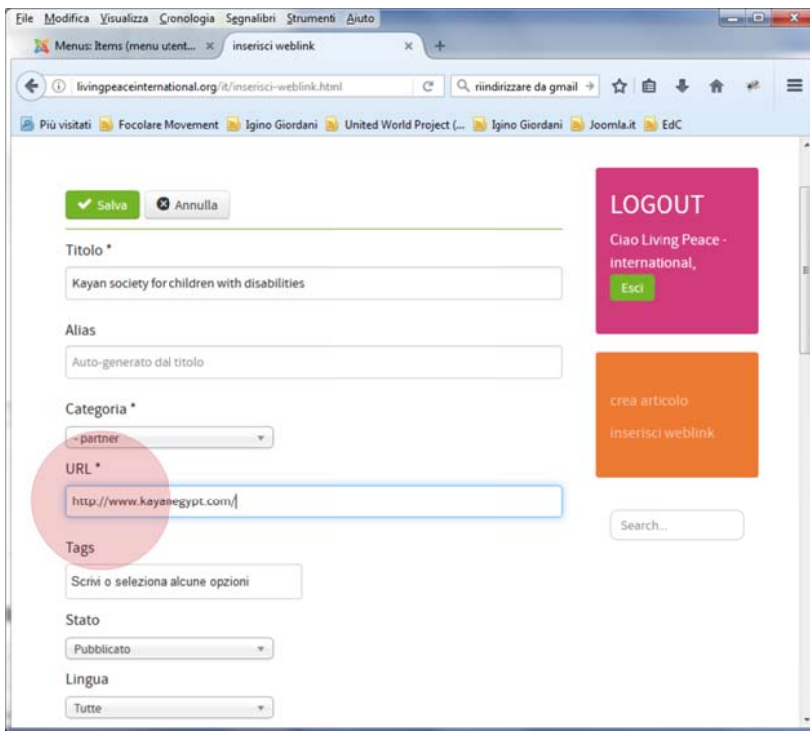 File Modifica Visualizza Cronologia Segnalibri Strumenti Aiuto
Menus: Items (menu utent... × inserisci weblink × +
livingpeaceinternational.org/it/inserisci-weblink.html riindirizzare da gmail
Più visitati Focolare Movement Igino Giordani United World Project (... Igino Giordani Joomla.it EdC
Salva Annulla
Titolo *
Kayan society for children with disabilities
Alias
Auto-generato dal titolo
Categoria *
- partner
URL *
http://www.kayanegypt.com/
Tags
Scrivi o seleziona alcune opzioni
Stato
Pubblicato
Lingua
Tutte
LOGOUT
Ciao Living Peace -
international,
Esci
crea articolo
inserisci weblink
Search...